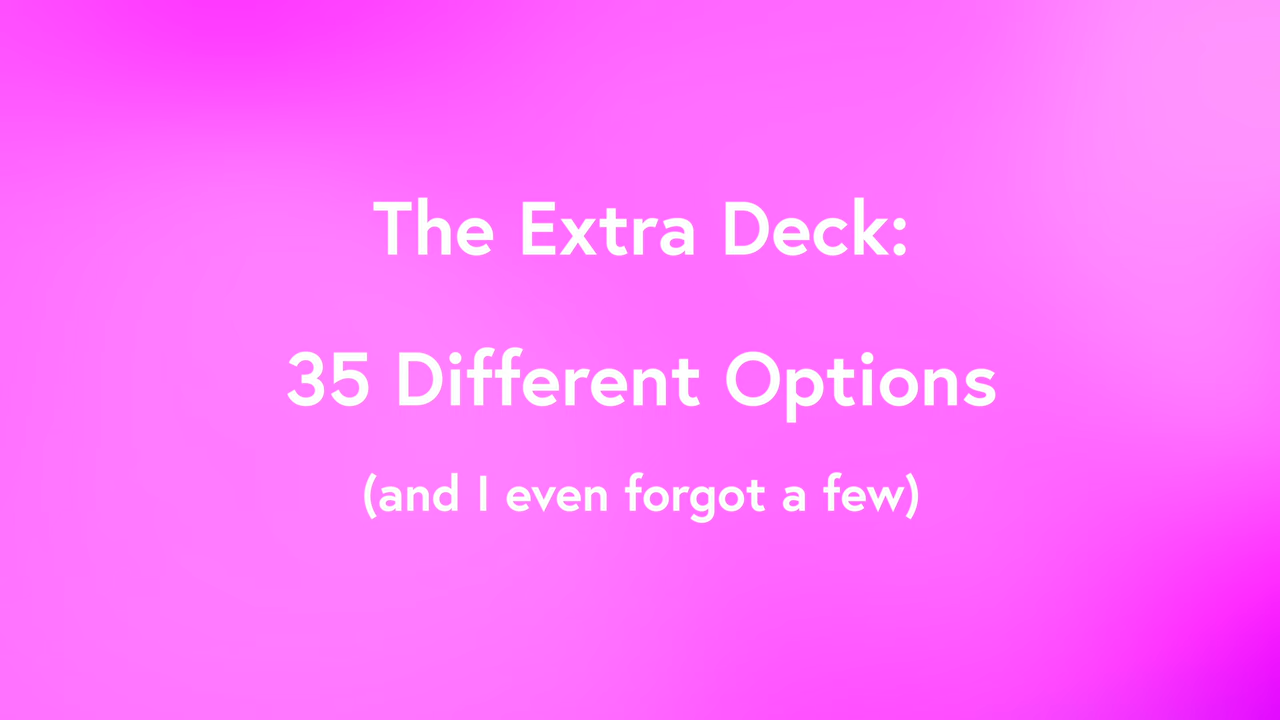 The Extra Deck:
35 Different Options
(and I even forgot a few)